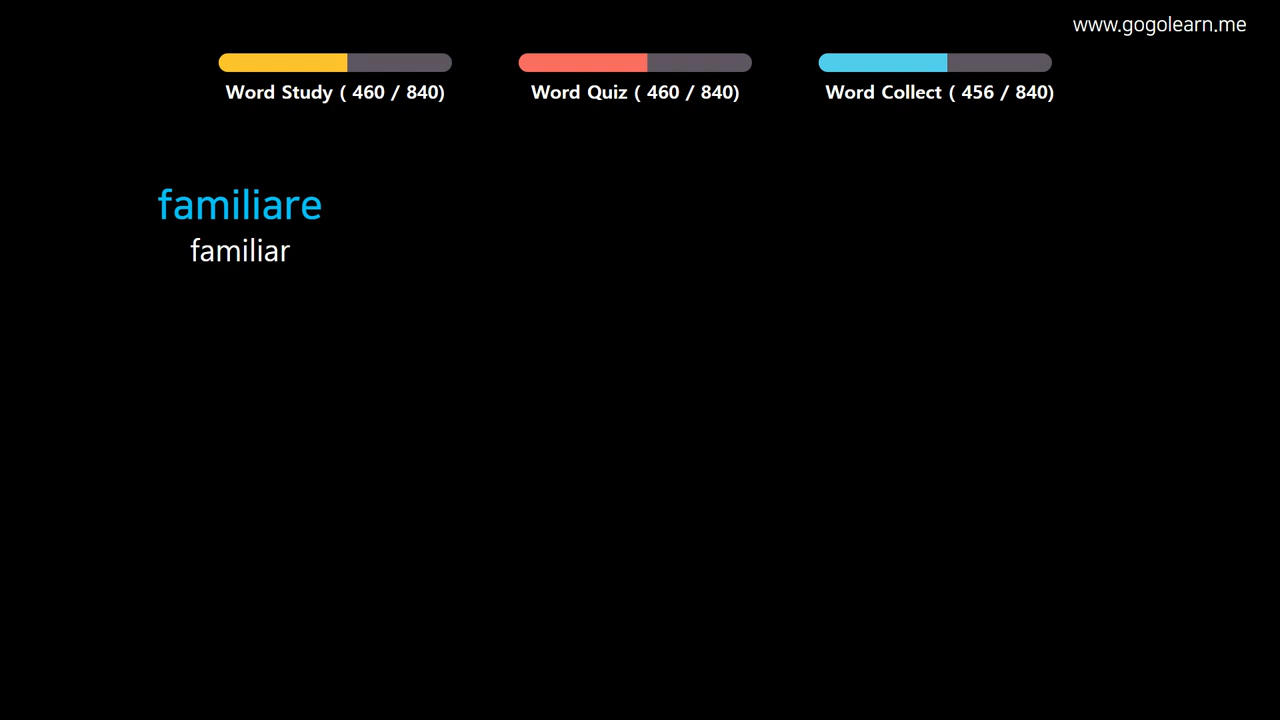 www.gogolearn.me
Word Study ( 460 / 840)
Word Quiz ( 460 / 840)
Word Collect ( 456 / 840)
familiare
familiar